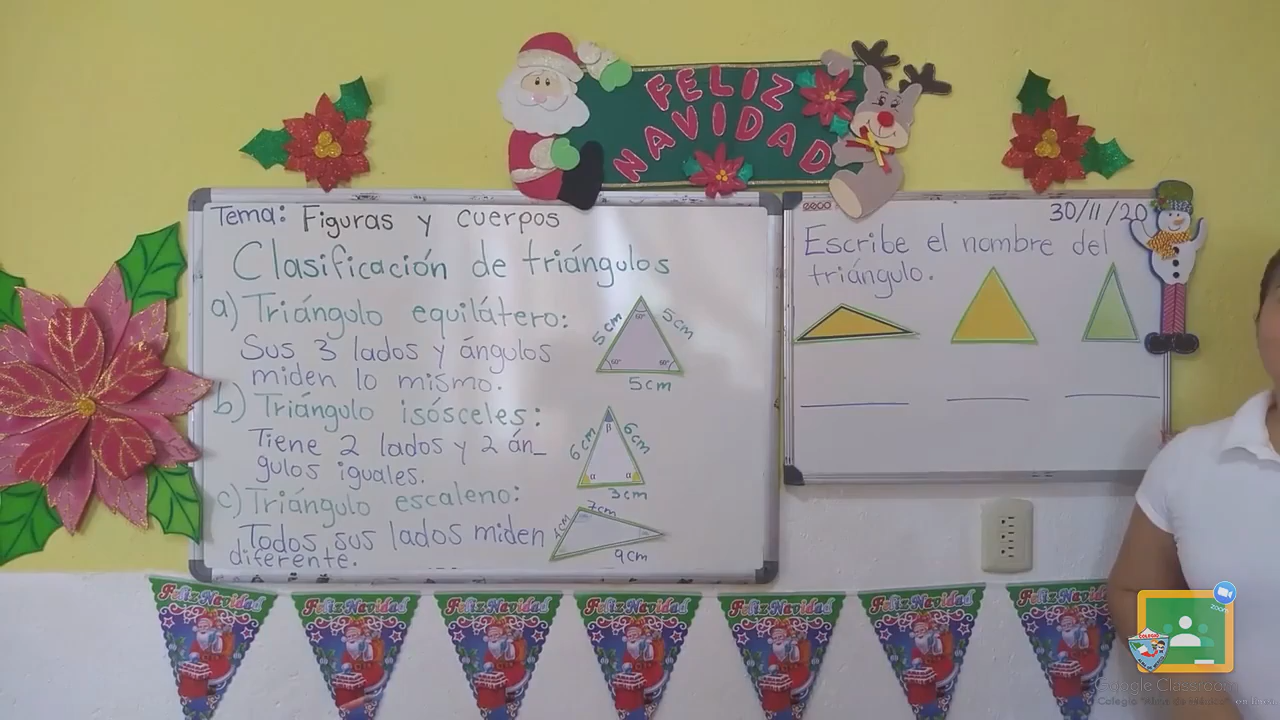 FELIZ
NAVIDAD
Tema: Figuras y cuerpos
Clasificación de triángulos
a) Triángulo equilátero:
Sus 3 lados y ángulos
miden lo mismo.
5cm
5cm
60°
60°
60°
5cm
b) Triángulo isósceles:
Tiene 2 lados y 2 án_
gulos iguales.
6cm
6cm
β
α
α
3cm
c) Triángulo escaleno:
Todos sus lados miden
diferente.
7cm
9cm
30/11/20
Escribe el nombre del
triángulo.
Feliz Navidad
Feliz Navidad
Feliz Navidad
Feliz Navidad
Feliz Navidad
Feliz Navidad
Feliz Navidad
zoom
COLEGIO
Google Classroom
Colegio